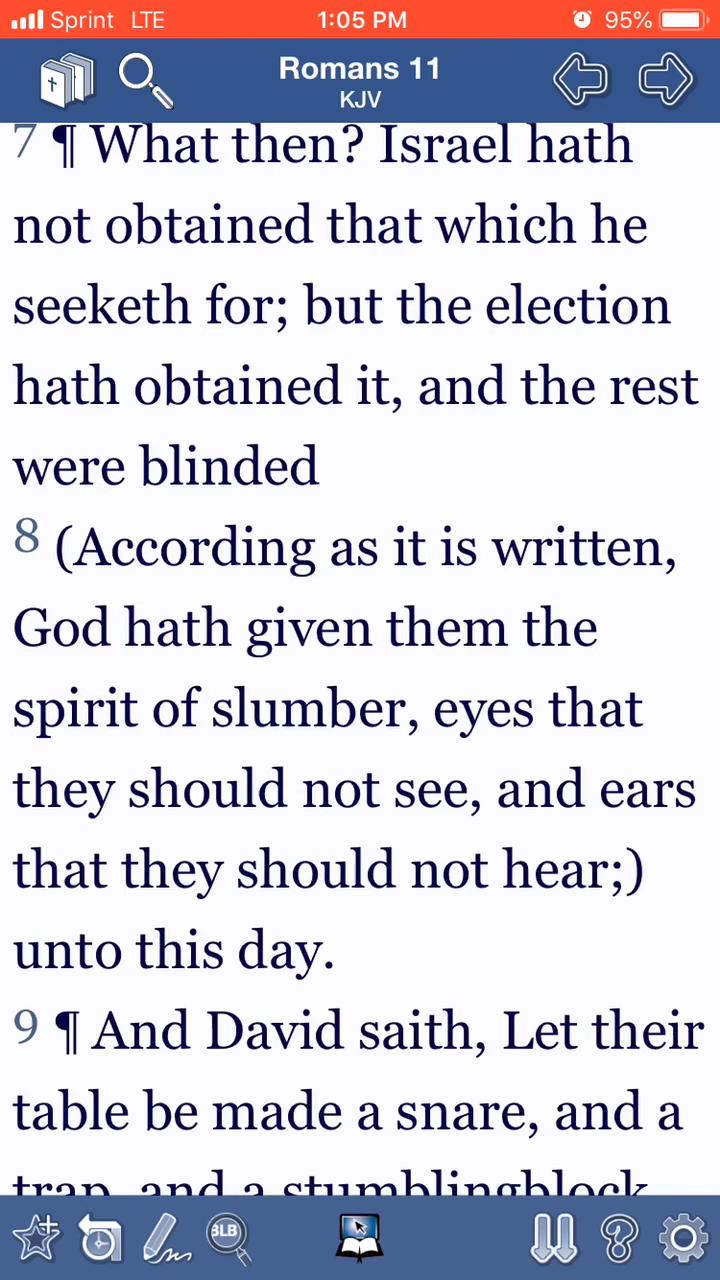 Sprint LTE 1:05 PM 95%
Romans 11
KJV
7 ¶ What then? Israel hath
not obtained that which he
seeketh for; but the election
hath obtained it, and the rest
were blinded
8 (According as it is written,
God hath given them the
spirit of slumber, eyes that
they should not see, and ears
that they should not hear;)
unto this day.
9 ¶ And David saith, Let their
table be made a snare, and a
trap, and a stumblingblock,
BLB